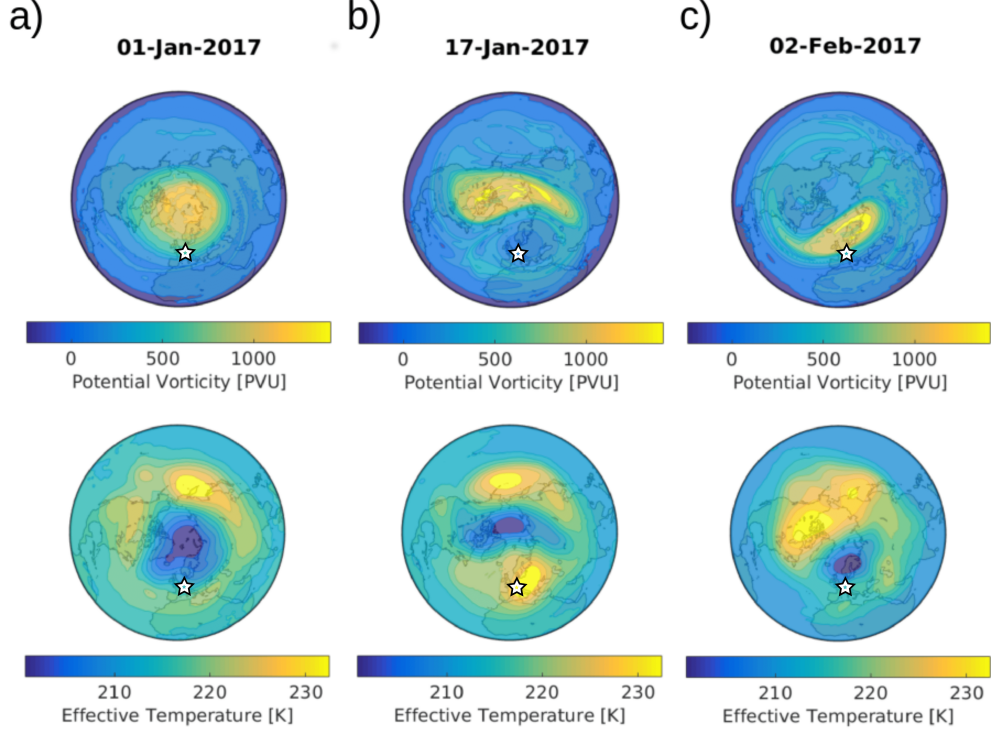 a)
b)
c)
01-Jan-2017
17-Jan-2017
02-Feb-2017
0 500 1000
Potential Vorticity [PVU]
0 500 1000
Potential Vorticity [PVU]
0 500 1000
Potential Vorticity [PVU]
210 220 230
Effective Temperature [K]
210 220 230
Effective Temperature [K]
210 220 230
Effective Temperature [K]